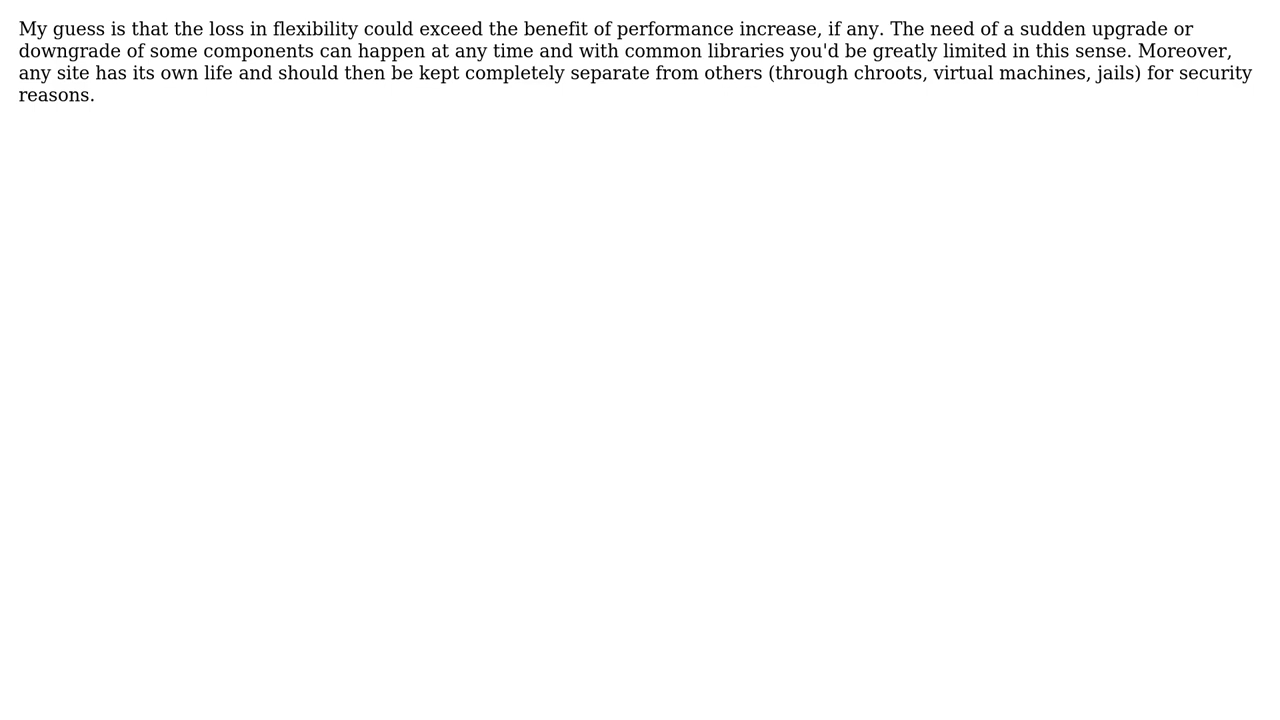 My guess is that the loss in flexibility could exceed the benefit of performance increase, if any. The need of a sudden upgrade or
downgrade of some components can happen at any time and with common libraries you'd be greatly limited in this sense. Moreover,
any site has its own life and should then be kept completely separate from others (through chroots, virtual machines, jails) for security
reasons.